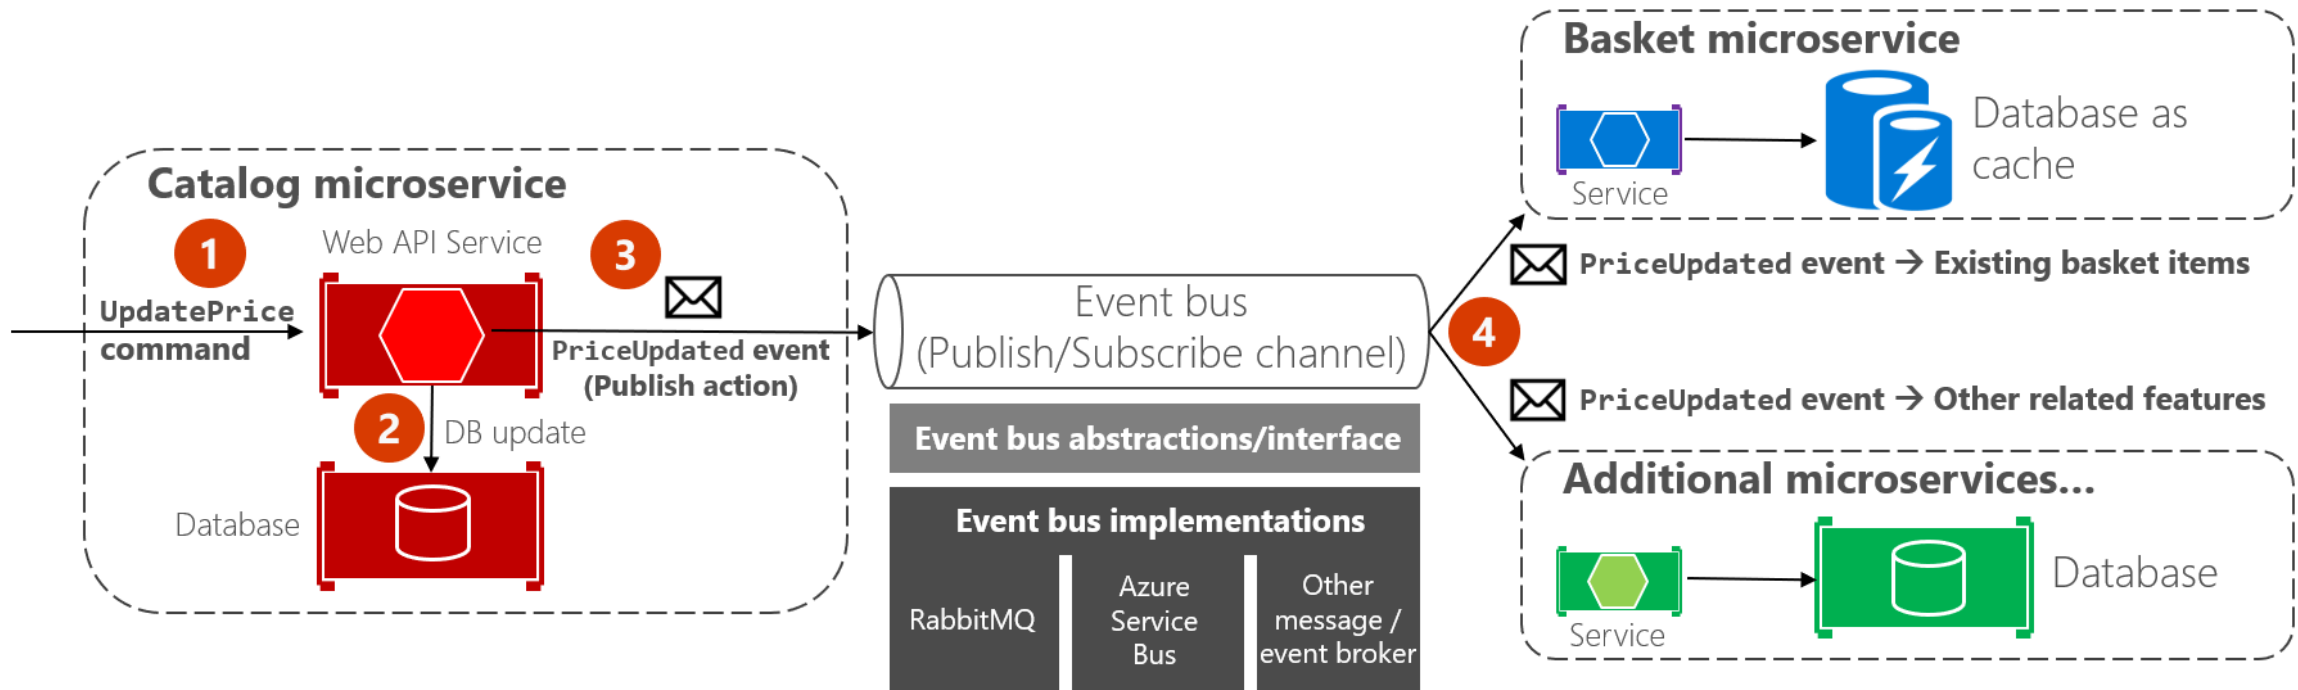 Catalog microservice
1
Web API Service
3
UpdatePrice
command
PriceUpdated event
(Publish action)
2
DB update
Database
Event bus
(Publish/Subscribe channel)
Event bus abstractions/interface
Event bus implementations
RabbitMQ
Azure
Service
Bus
Other
message /
event broker
4
Basket microservice
Service
Database as
cache
PriceUpdated event → Existing basket items
PriceUpdated event → Other related features
Additional microservices...
Service
Database